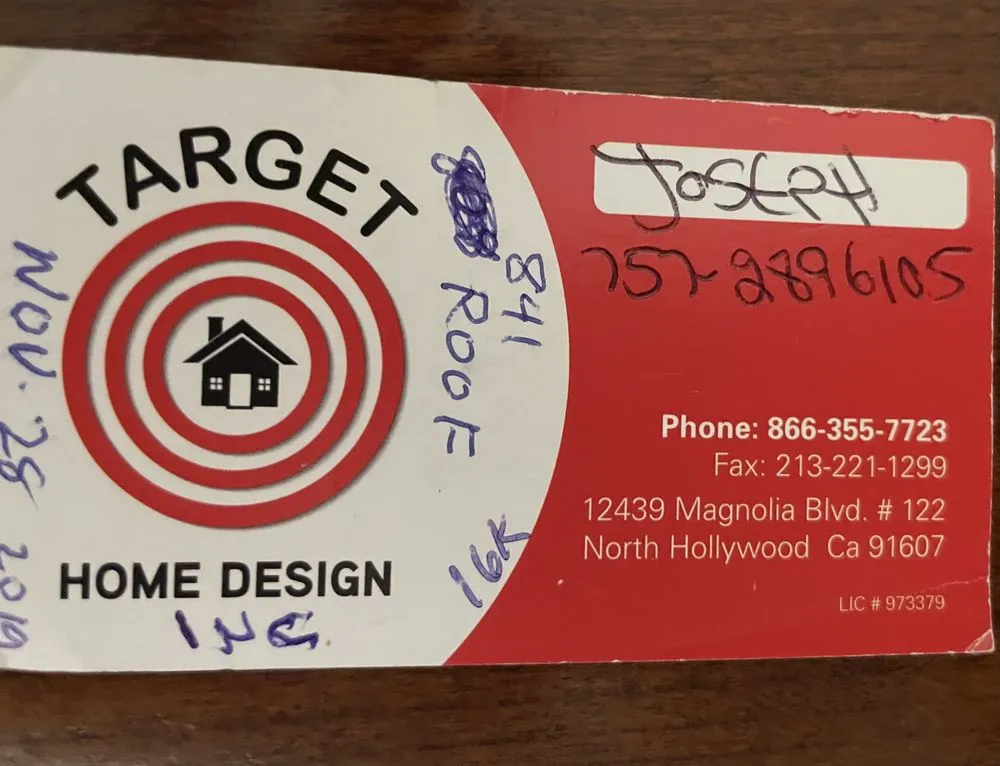 TARGET
HOME DESIGN
INC.
NOV. 28 2019
841
ROOF
16K
JOSEPH
757-2896105
Phone: 866-355-7723
Fax: 213-221-1299
12439 Magnolia Blvd. # 122
North Hollywood Ca 91607
LIC # 973379